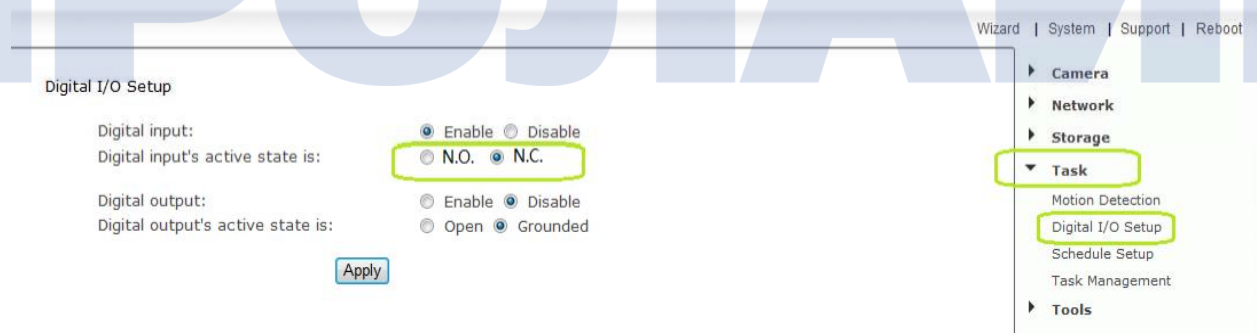 Wizard | System | Support | Reboot
Digital I/O Setup
Digital input: Enable Disable
Digital input's active state is: N.O. N.C.
Digital output: Enable Disable
Digital output's active state is: Open Grounded
Apply
Camera
Network
Storage
Task
Motion Detection
Digital I/O Setup
Schedule Setup
Task Management
Tools